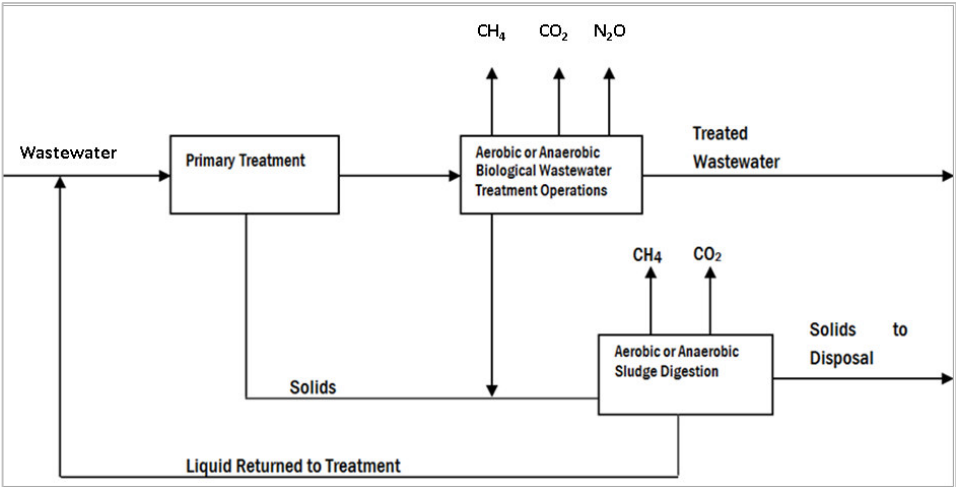 CH₄ CO₂ N₂O
Wastewater
Primary Treatment
Aerobic or Anaerobic
Biological Wastewater
Treatment Operations
Treated
Wastewater
CH4 CO₂
Aerobic or Anaerobic
Sludge Digestion
Solids to
Disposal
Solids
Liquid Returned to Treatment